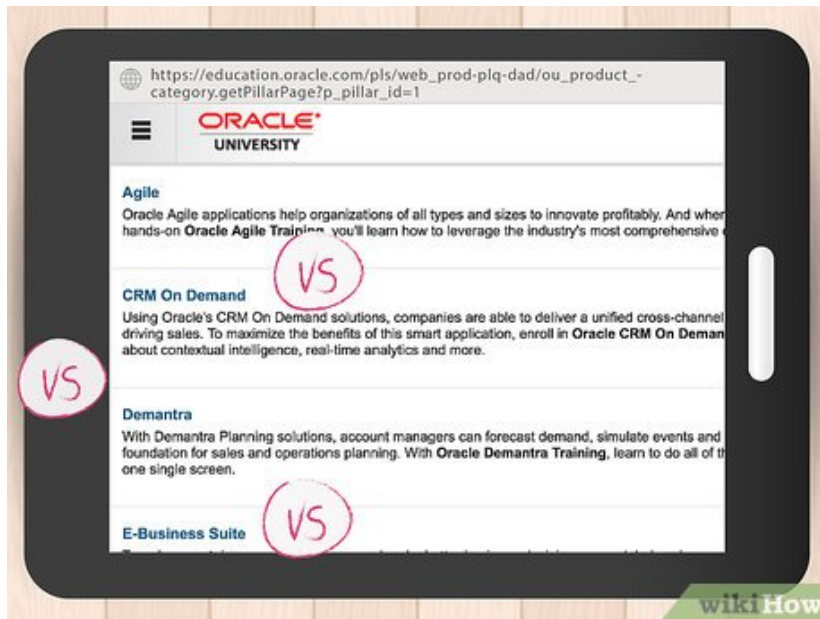 https://education.oracle.com/pls/web_prod-plq-dad/ou_product_-
category.getPillarPage?p_pillar_id=1
ORACLE
UNIVERSITY
Agile
Oracle Agile applications help organizations of all types and sizes to innovate profitably. And
hands-on Oracle Agile Training, you'll learn how to leverage the industry's most comprehensive
VS
CRM On Demand
Using Oracle's CRM On Demand solutions, companies are able to deliver a unified cross-channel
driving sales. To maximize the benefits of this smart application, enroll in Oracle CRM On
about contextual intelligence, real-time analytics and more.
VS
Demantra
With Demantra Planning solutions, account managers can forecast demand, simulate events and
foundation for sales and operations planning. With Oracle Demantra Training, learn to do all of
one single screen.
VS
E-Business Suite
wikiHow